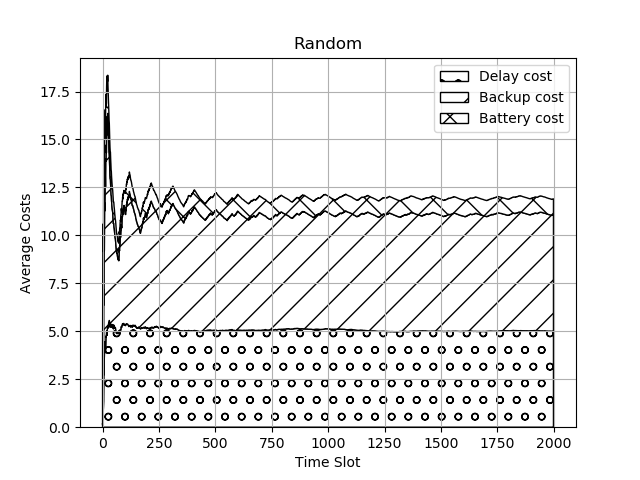 Random
17.5
15.0
12.5
10.0
7.5
5.0
2.5
0.0
Average Costs
Delay cost
Backup cost
Battery cost
0 250 500 750 1000 1250 1500 1750 2000
Time Slot